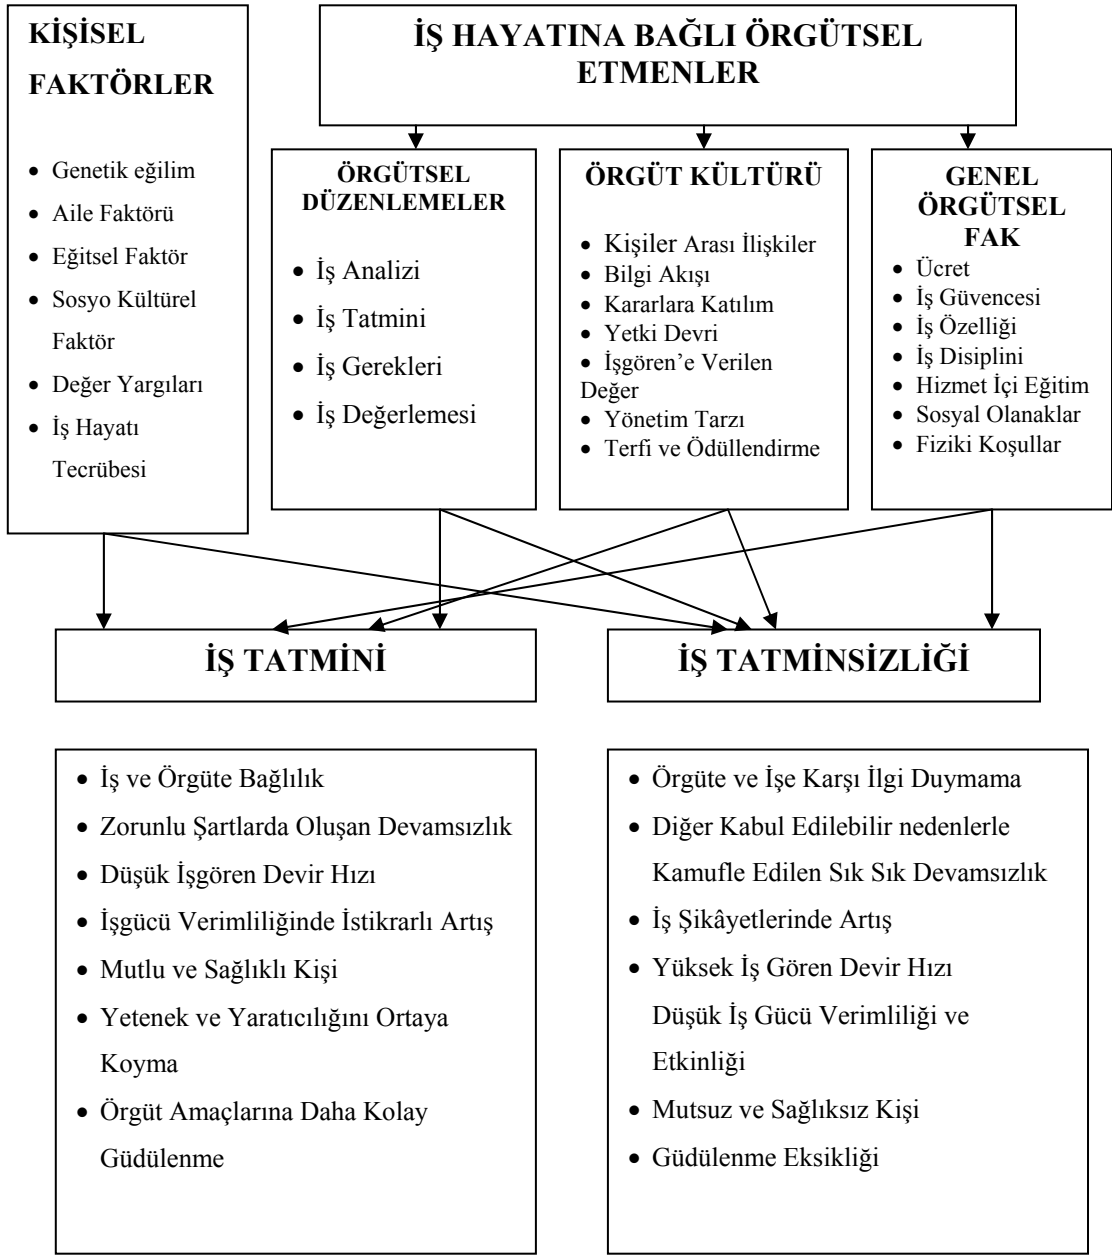 KİŞİSEL
FAKTÖRLER
• Genetik eğilim
• Aile Faktörü
• Eğitsel Faktör
• Sosyo Kültürel
Faktör
• Değer Yargıları
• İş Hayatı
Tecrübesi
İŞ HAYATINA BAĞLI ÖRGÜTSEL
ETMENLER
ÖRGÜTSEL
DÜZENLEMELER
• İş Analizi
• İş Tatmini
• İş Gerekleri
• İş Değerlemesi
ÖRGÜT KÜLTÜRÜ
• Kişiler Arası İlişkiler
• Bilgi Akışı
• Kararlara Katılım
• Yetki Devri
• İşgören’e Verilen
Değer
• Yönetim Tarzı
• Terfi ve Ödüllendirme
GENEL
ÖRGÜTSEL
FAK
• Ücret
• İş Güvencesi
• İş Özelliği
• İş Disiplini
• Hizmet İçi Eğitim
• Sosyal Olanaklar
• Fiziki Koşullar
İŞ TATMİNİ
İŞ TATMİNSİZLİĞİ
• İş ve Örgüte Bağlılık
• Zorunlu Şartlarda Oluşan Devamsızlık
• Düşük İşgören Devir Hızı
• İşgücü Verimliliğinde İstikrarlı Artış
• Mutlu ve Sağlıklı Kişi
• Yetenek ve Yaratıcılığını Ortaya
Koyma
• Örgüt Amaçlarına Daha Kolay
Güdülenme
• Örgüte ve İşe Karşı İlgi Duymama
• Diğer Kabul Edilebilir nedenlerle
Kamufle Edilen Sık Sık Devamsızlık
• İş Şikâyetlerinde Artış
• Yüksek İş Gören Devir Hızı
Düşük İş Gücü Verimliliği ve
Etkinliği
• Mutsuz ve Sağlıksız Kişi
• Güdülenme Eksikliği